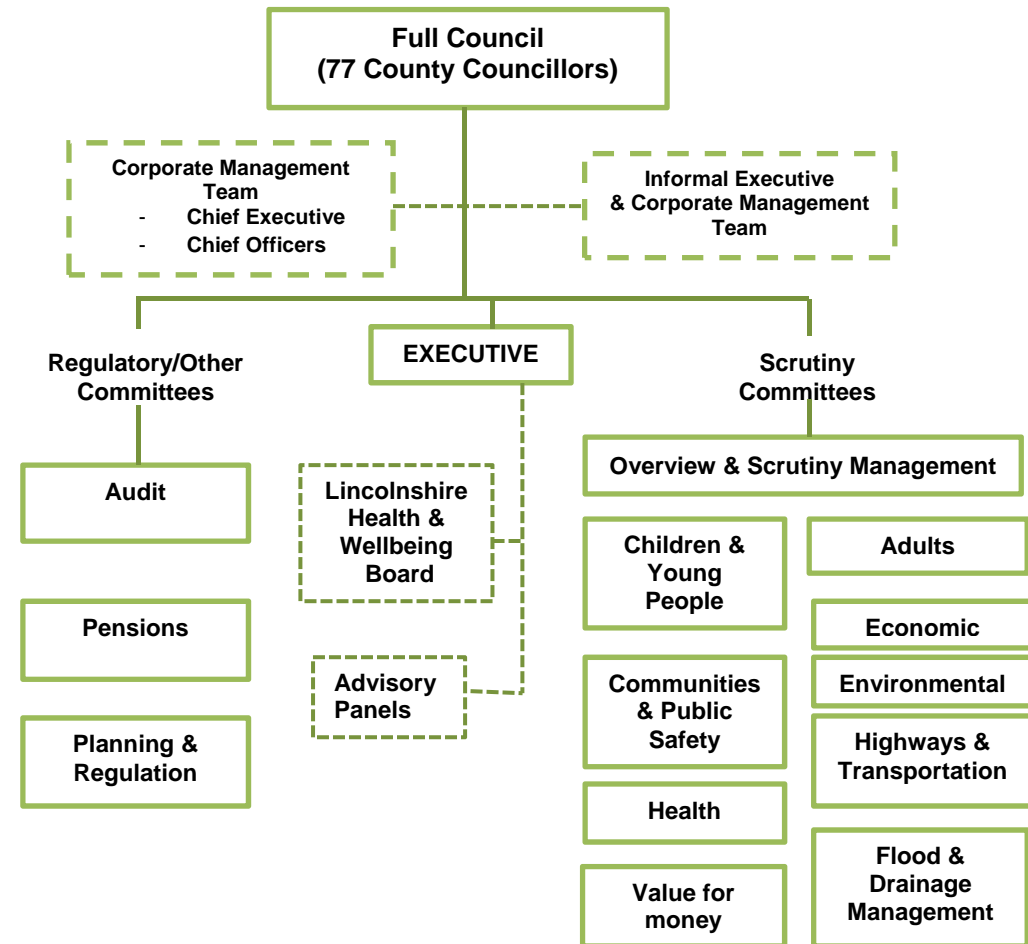 Full Council
(77 County Councillors)
Corporate Management
Team
- Chief Executive
- Chief Officers
Informal Executive
& Corporate Management
Team
Regulatory/Other
Committees
EXECUTIVE
Scrutiny
Committees
Audit
Pensions
Planning &
Regulation
Lincolnshire
Health &
Wellbeing
Board
Advisory
Panels
Overview & Scrutiny Management
Children &
Young
People
Adults
Economic
Communities
& Public
Safety
Environmental
Highways &
Transportation
Health
Value for
money
Flood &
Drainage
Management